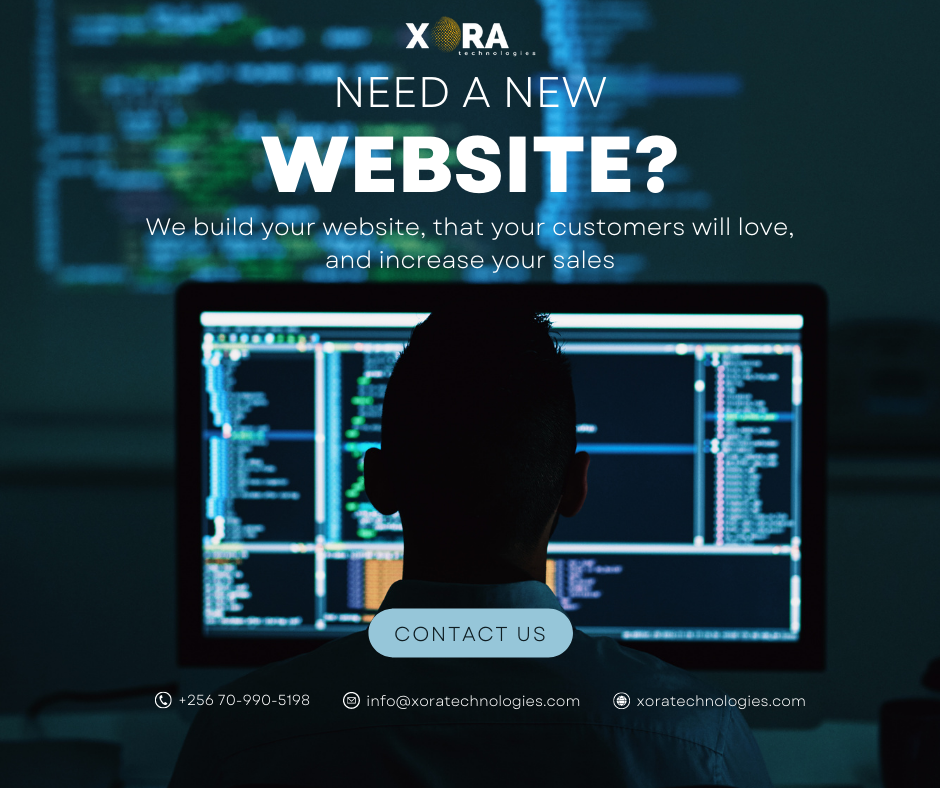 XORA
technologies
NEED A NEW
WEBSITE?
We build your website, that your customers will love,
and increase your sales
CONTACT US
+256 70-990-5198
info@xoratechnologies.com
xoratechnologies.com